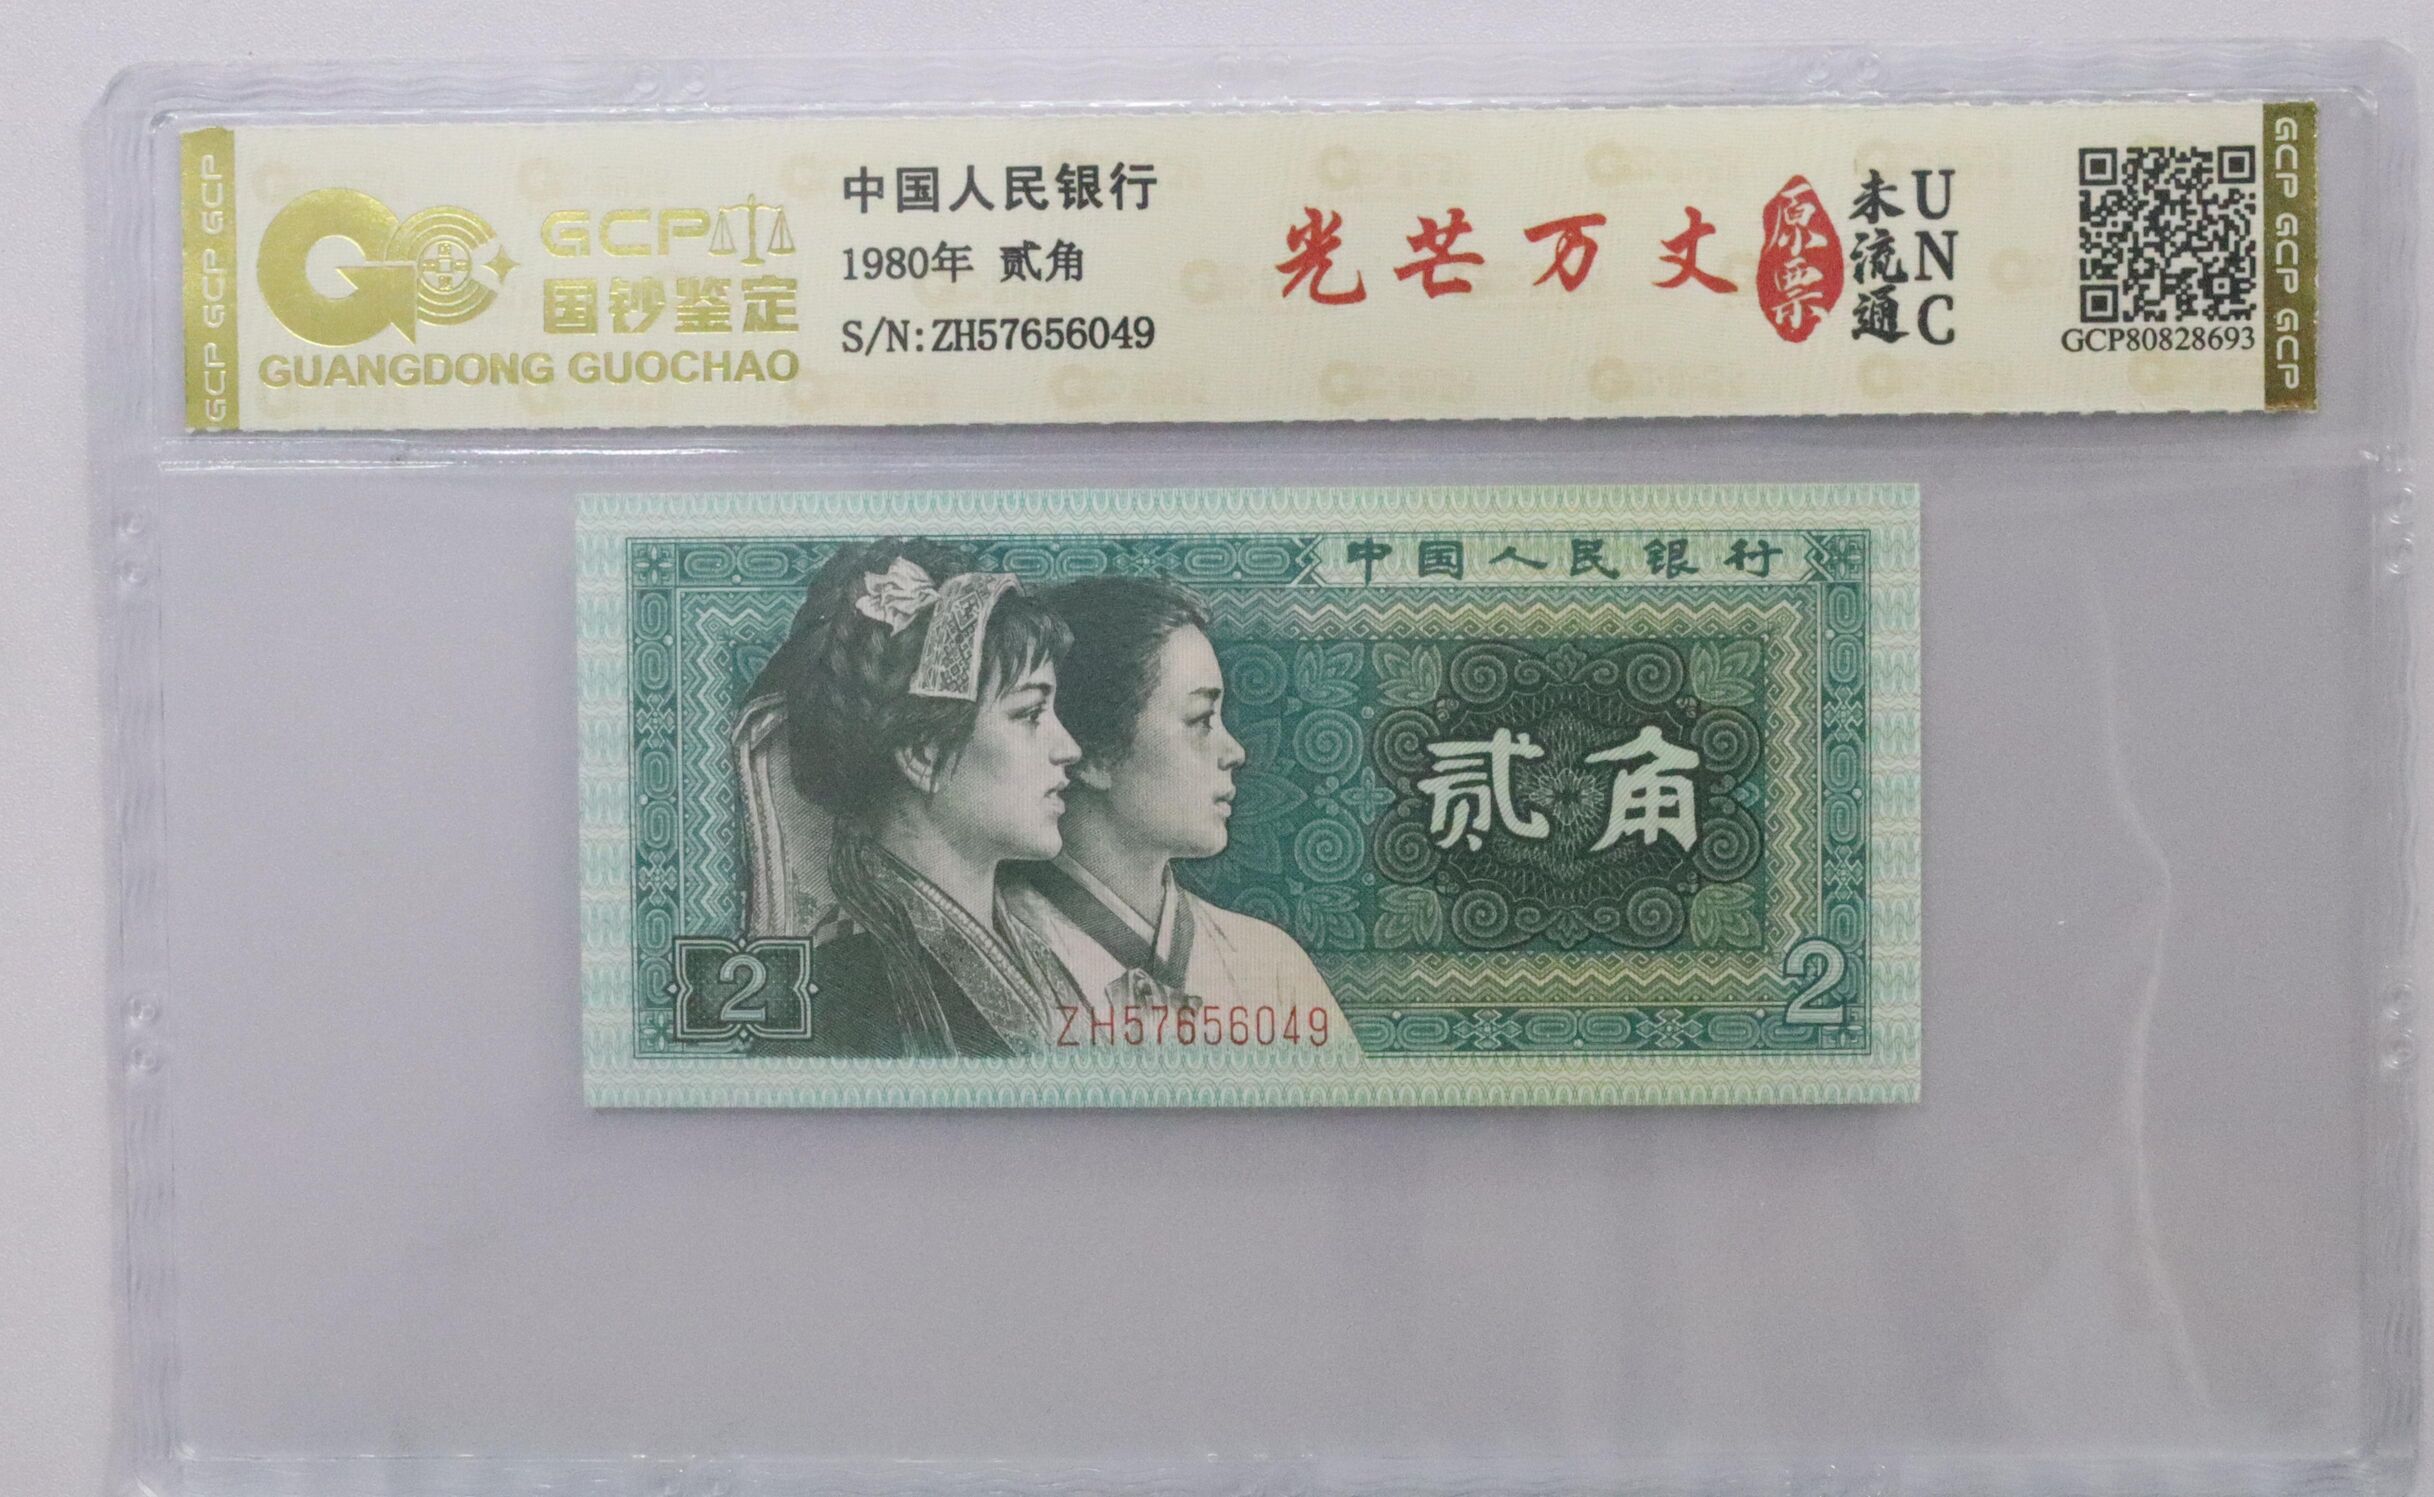 GCP GCP GCP
GCP
国钞鉴定
GUANGDONG GUOCHAO
中国人民银行
1980年 贰角
S/N:ZH57656049
光芒万丈
原票
未流通
UNC
GCP80828693
GCP GCP GCP
中国人民银行
贰角
2
ZH57656049
2